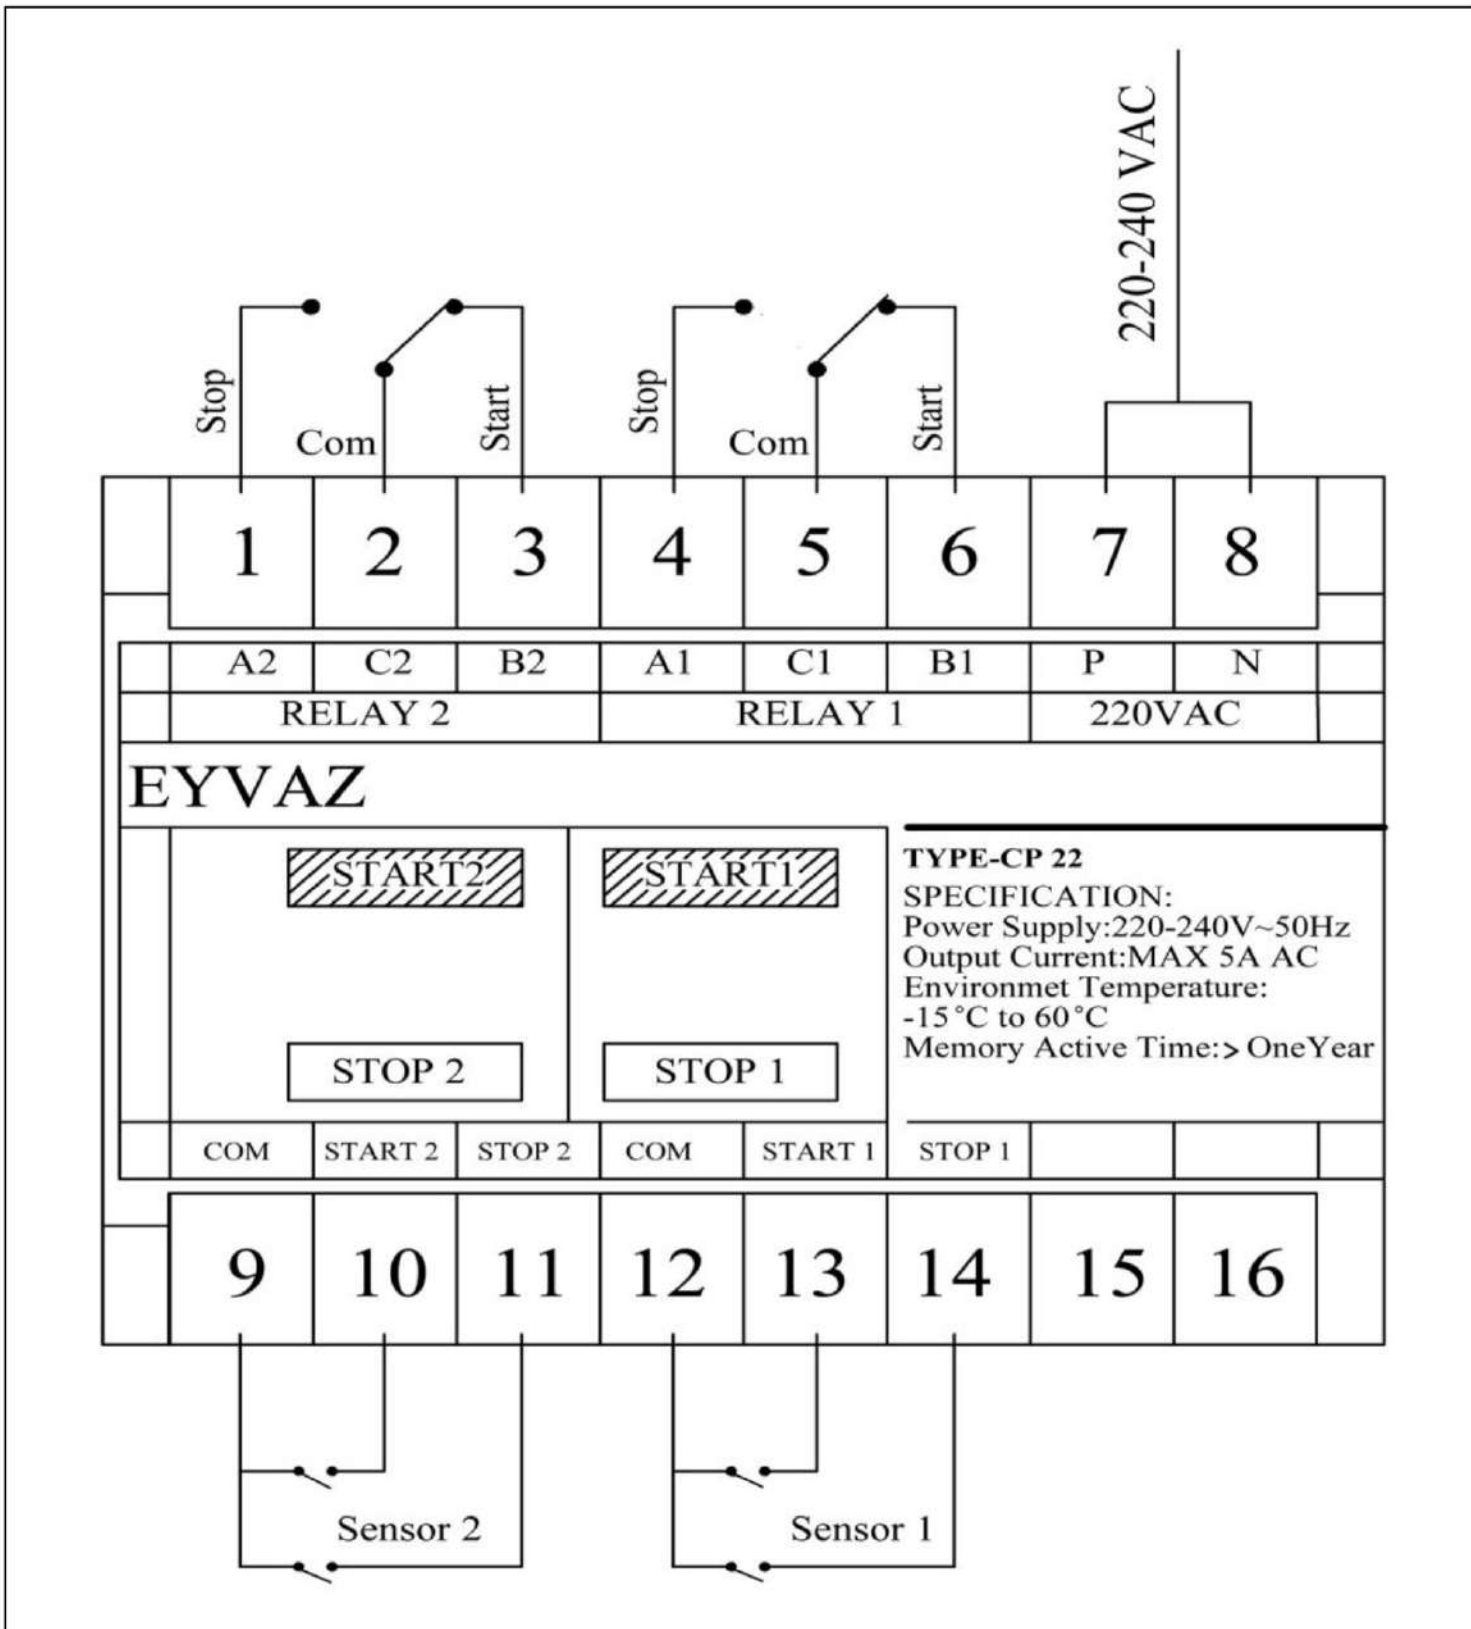 220-240 VAC
Stop Com Start Stop Com Start
1 2 3 4 5 6 7 8
A2 C2 B2 A1 C1 B1 P N
RELAY 2 RELAY 1 220VAC
EYVAZ
START2 START1
STOP 2 STOP 1
TYPE-CP 22
SPECIFICATION:
Power Supply:220-240V~50Hz
Output Current:MAX 5A AC
Environmet Temperature:
-15°C to 60°C
Memory Active Time:> OneYear
COM START 2 STOP 2 COM START 1 STOP 1
9 10 11 12 13 14 15 16
Sensor 2 Sensor 1